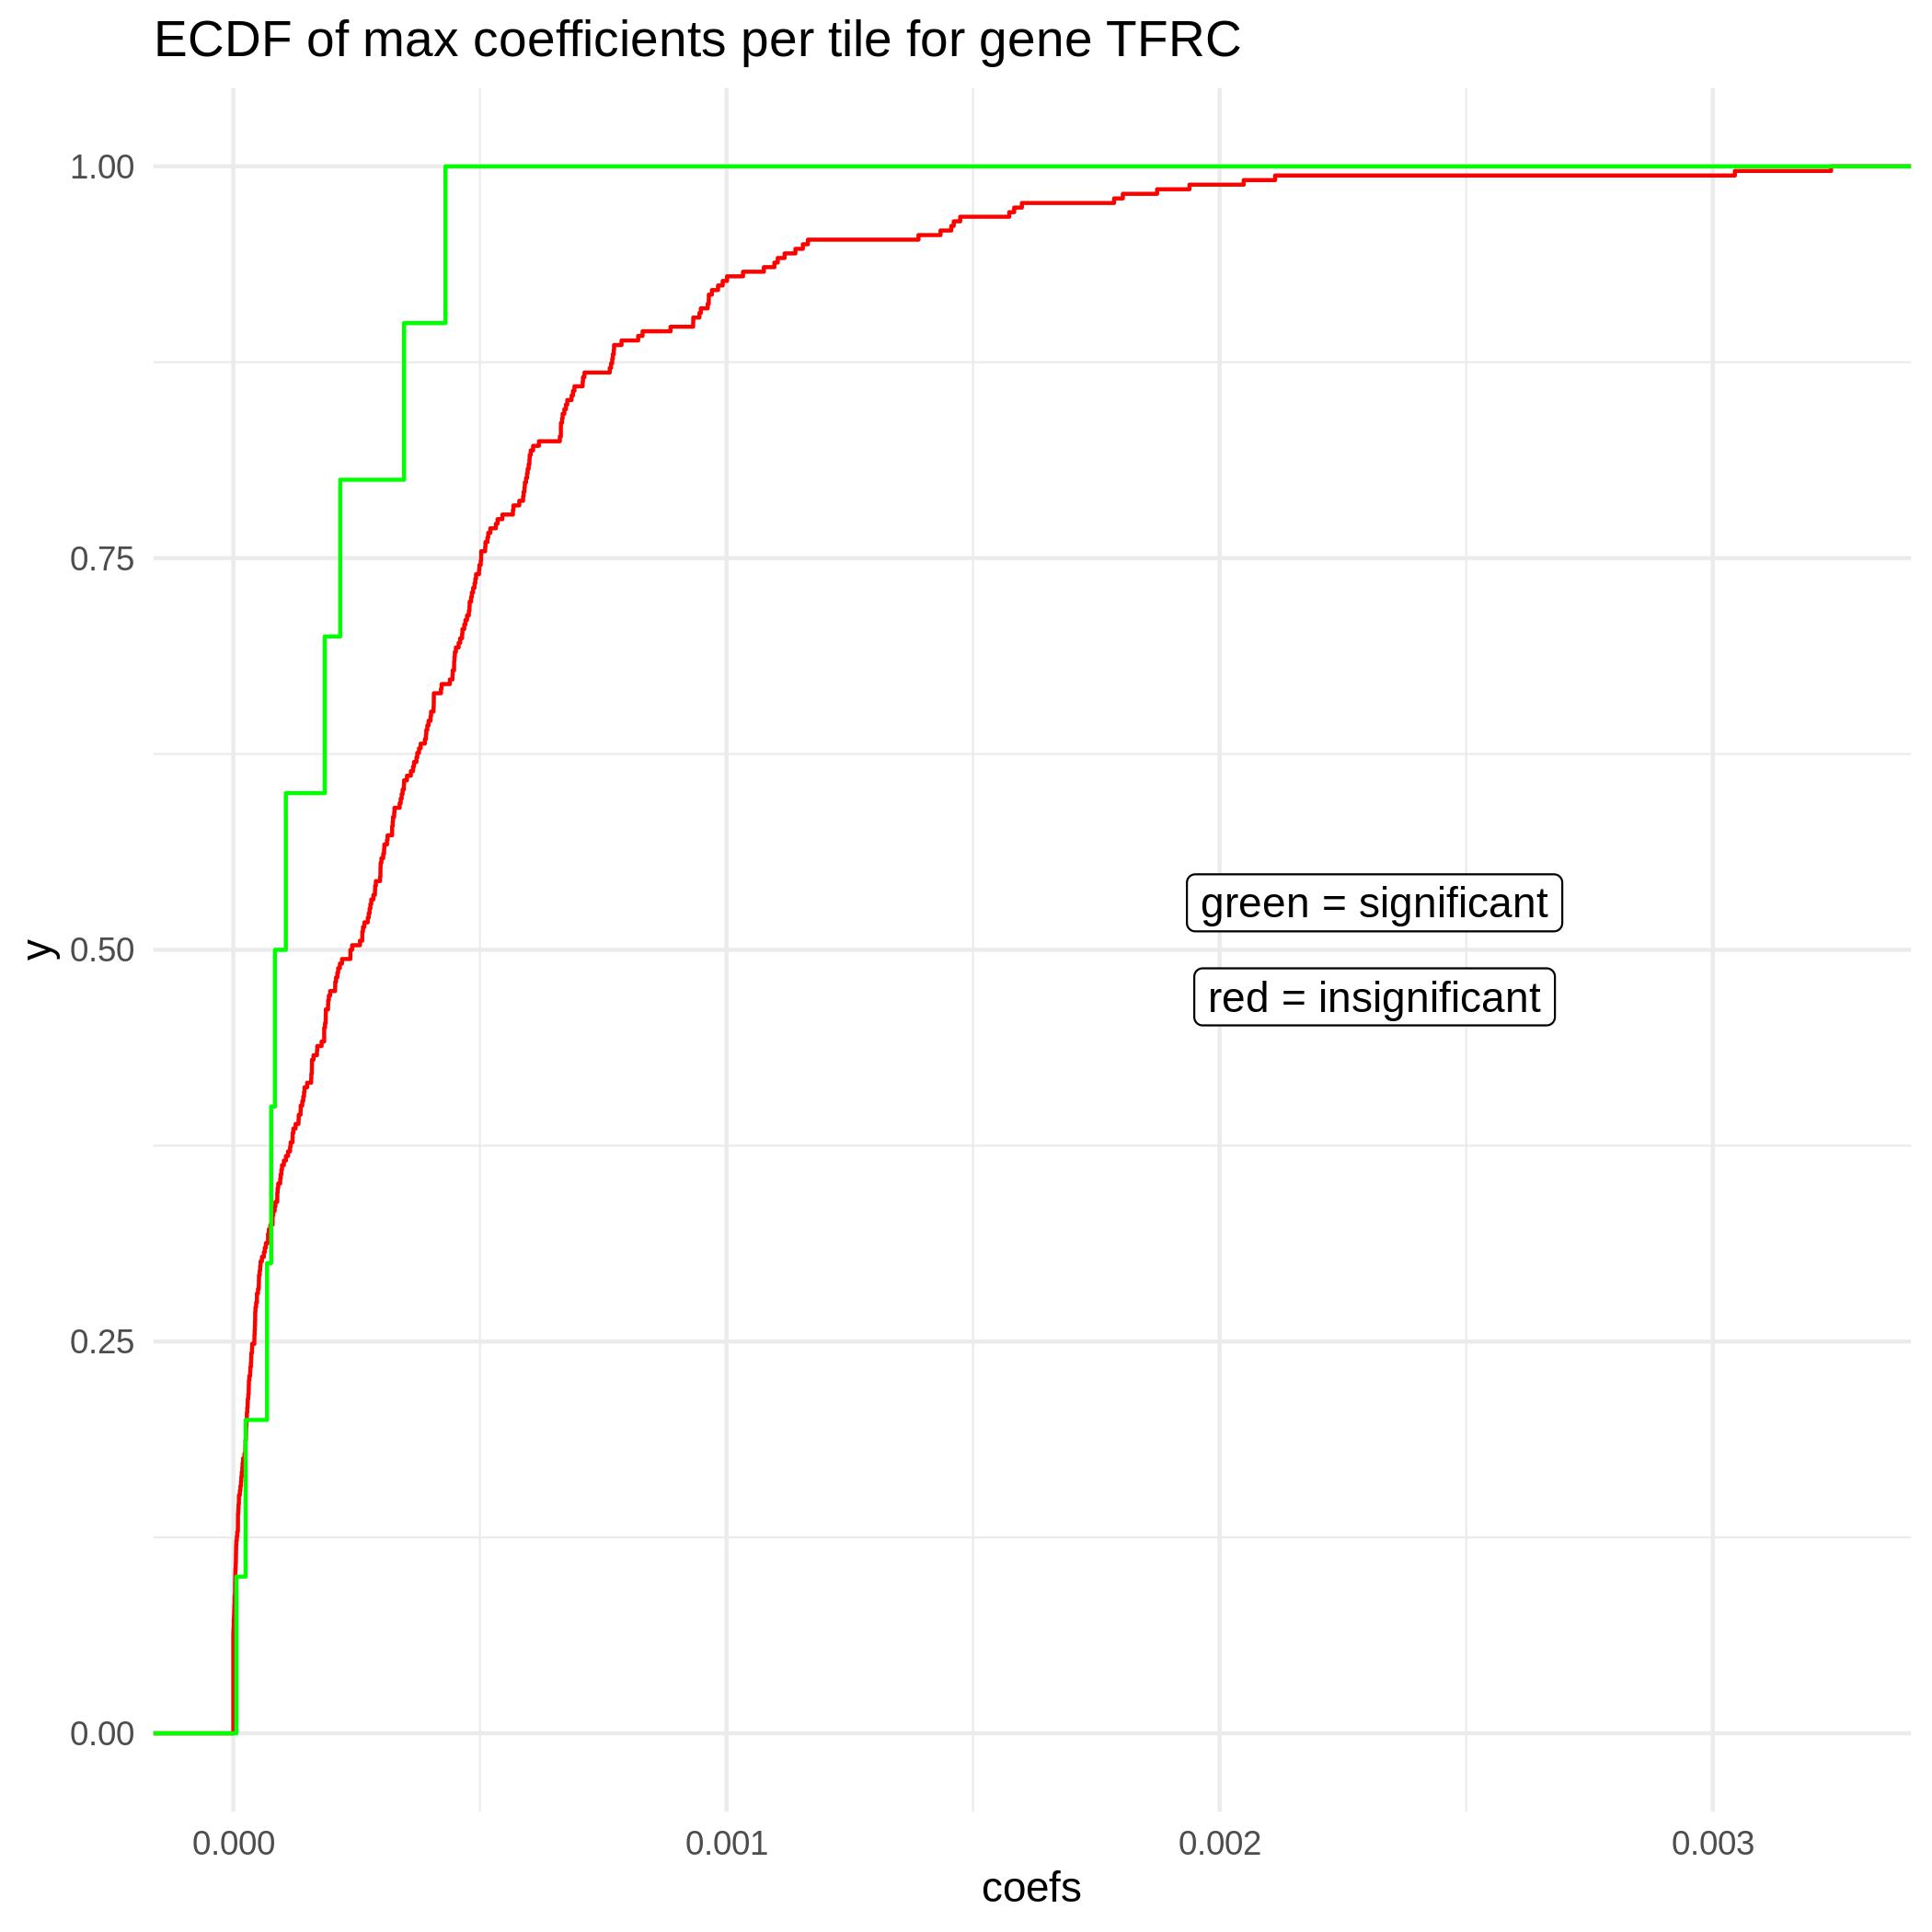 ECDF of max coefficients per tile for gene TFRC
1.00
0.75
0.50
0.25
0.00
y
green = significant
red = insignificant
0.000 0.001 0.002 0.003
coefs